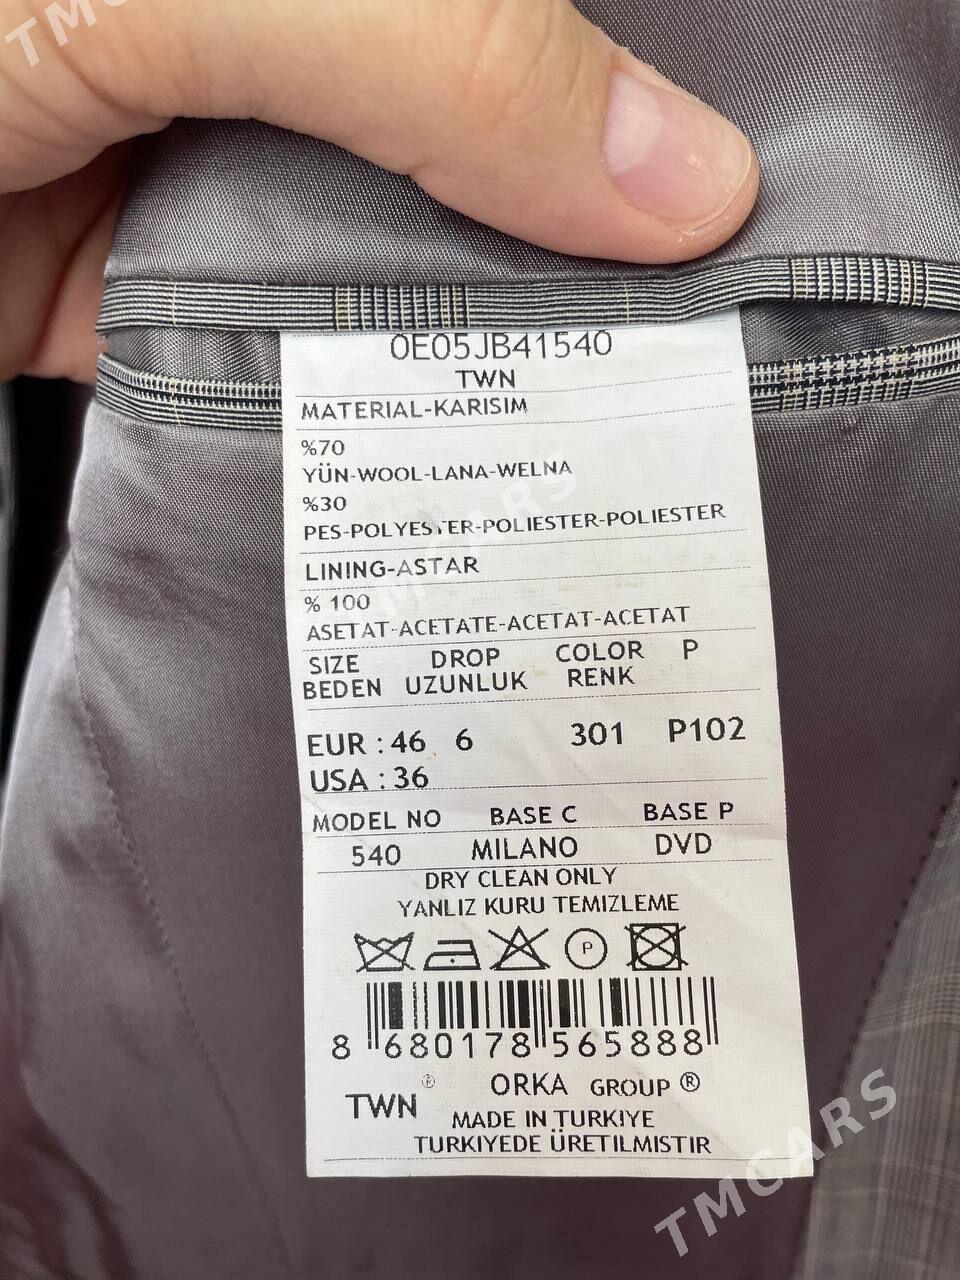 0E05JB41540
TWN
MATERIAL-KARISIM
%70
YÜN-WOOL-LANA-WELNA
%30
PES-POLYESTER-POLIESTER-POLIESTER
LINING-ASTAR
% 100
ASETAT-ACETATE-ACETAT-ACETAT
SIZE DROP COLOR P
BEDEN UZUNLUK RENK
EUR : 46 6 301 P102
USA : 36
MODEL NO BASE C BASE P
540 MILANO DVD
DRY CLEAN ONLY
YANLIZ KURU TEMIZLEME
P
8 680178 565888
TWN ® ORKA GROUP ®
MADE IN TURKIYE
TURKIYEDE ÜRETILMISTIR
TMCARS
TMCARS